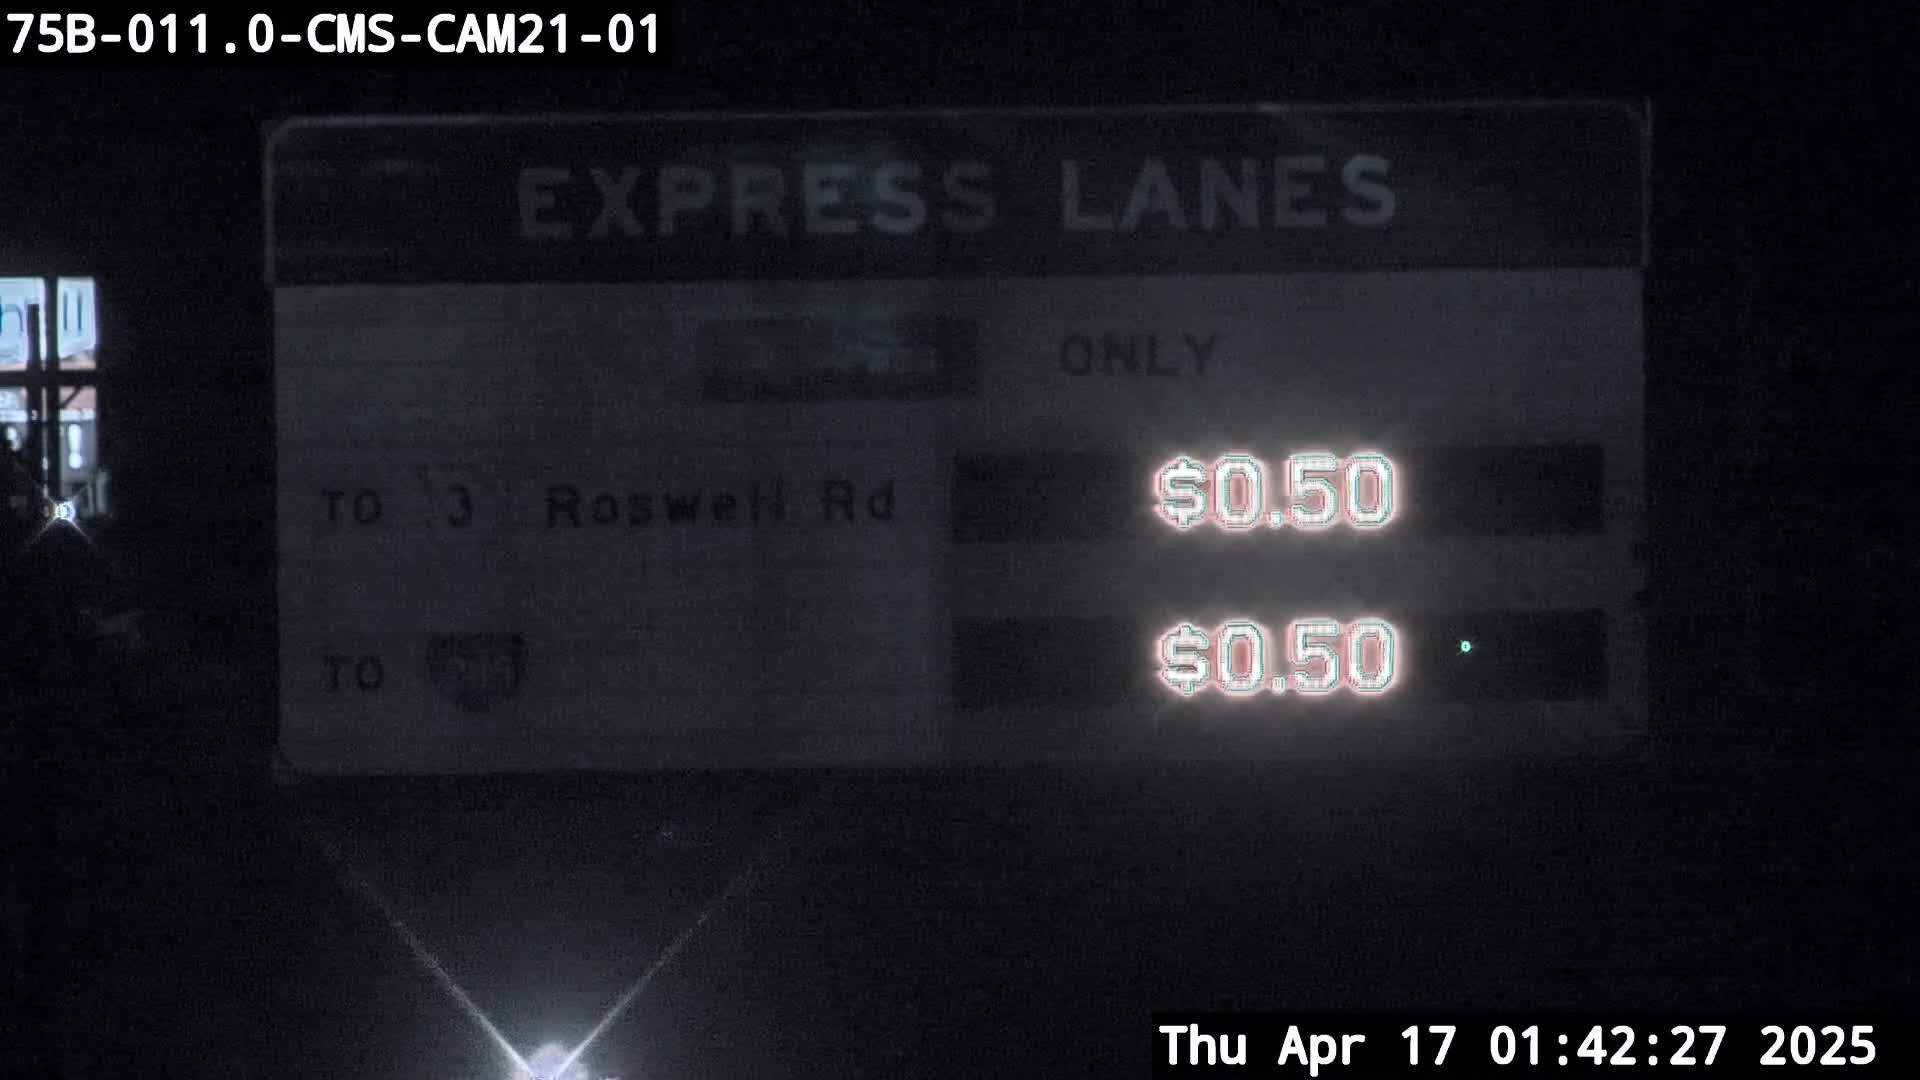 75B-011.0-CMS-CAM21-01
EXPRESS LANES
ONLY
TO 3 Roswell Rd $0.50
TO $0.50
Thu Apr 17 01:42:27 2025